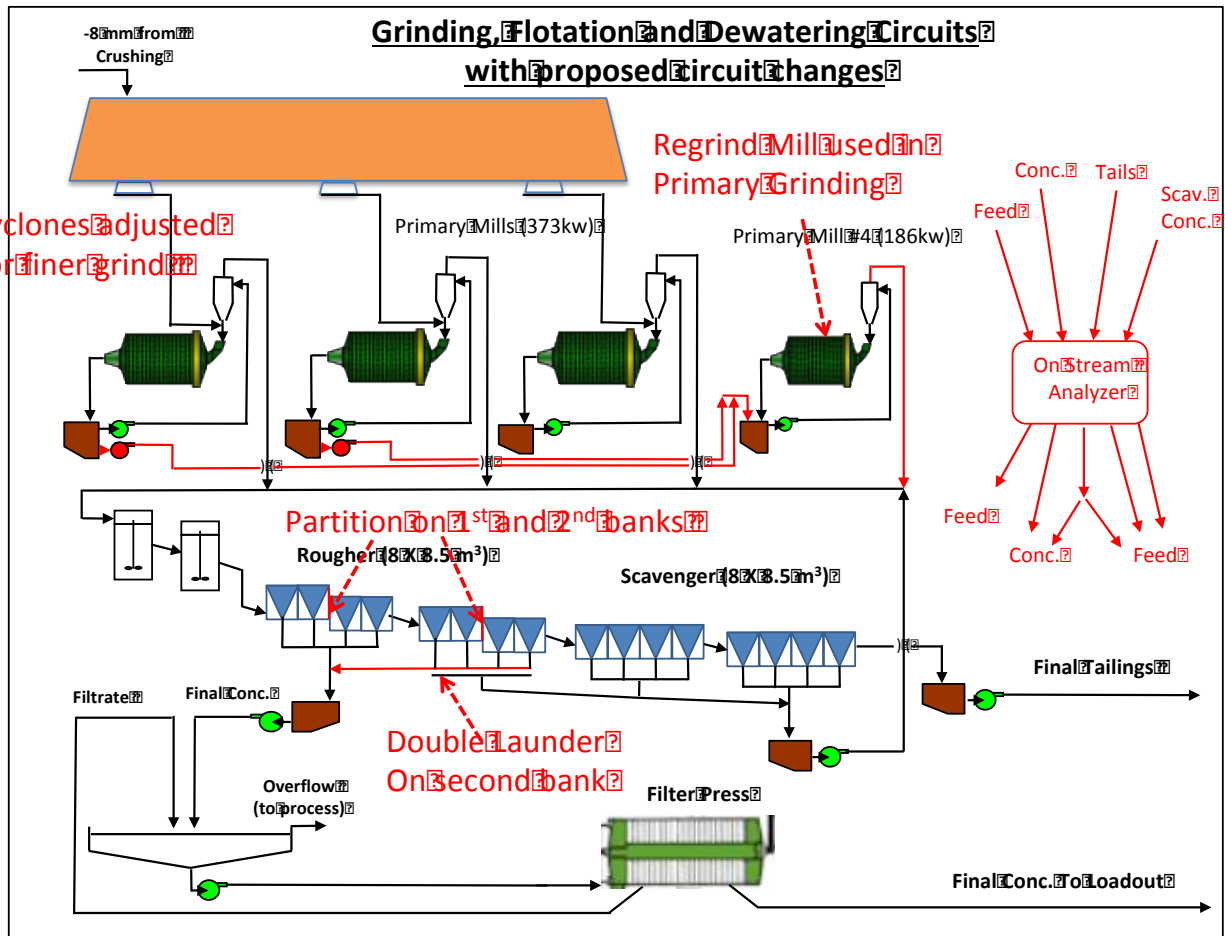 -8 mm from
Crushing
Grinding, Flotation and Dewatering Circuits
with proposed circuit changes
Regrind Mill used in
Primary Grinding
Conc.
Tails
Scav.
Conc.
Feed
yclones adjusted
or finer grind
Primary Mills (373kw)
Primary Mill #4 (186kw)
On Stream
Analyzer
) (
) (
) (
Feed
Conc.
Feed
Partition on 1st and 2nd banks
Rougher (8 X 8.5 m³)
Scavenger (8 X 8.5 m³)
) (
Final Tailings
Filtrate
Final Conc.
Double Launder
On second bank
Overflow
(to process)
Filter Press
Final Conc. To Loadout